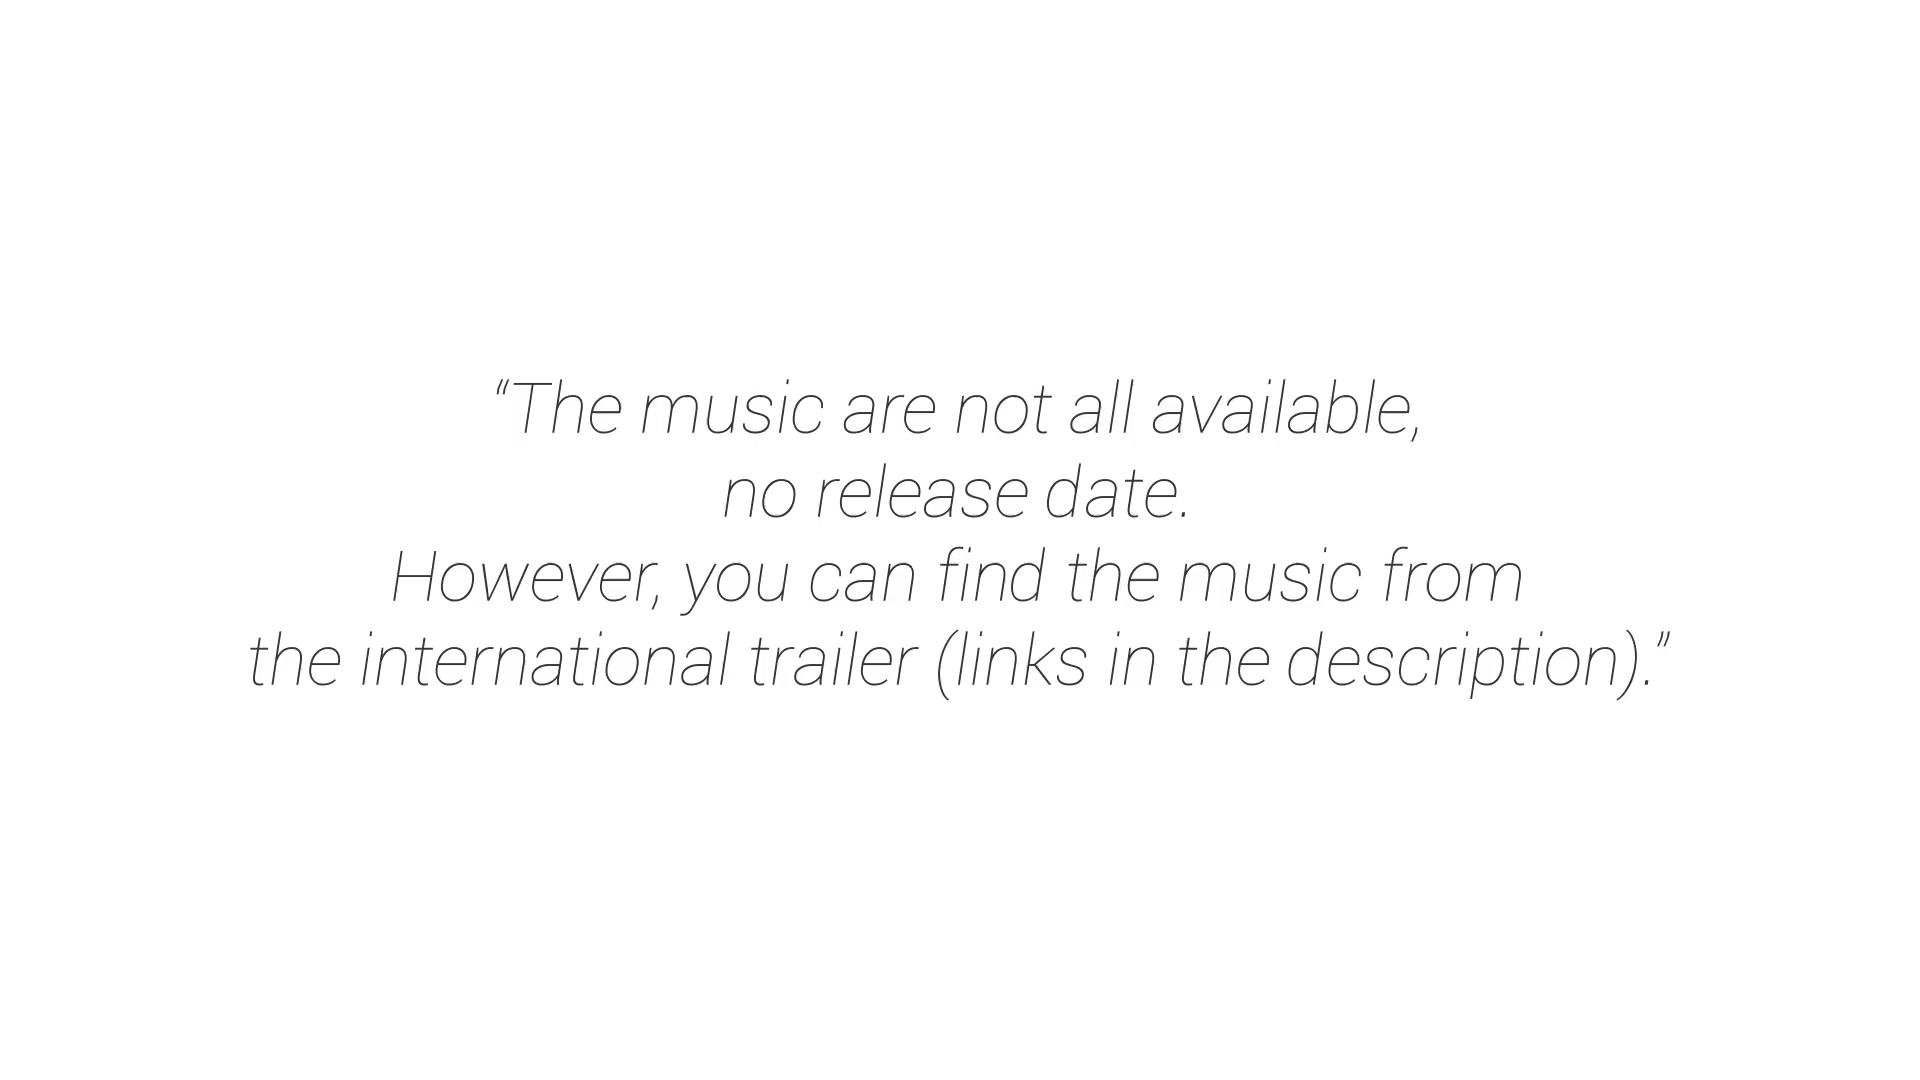 “The music are not all available,
no release date.
However, you can find the music from
the international trailer (links in the description).”